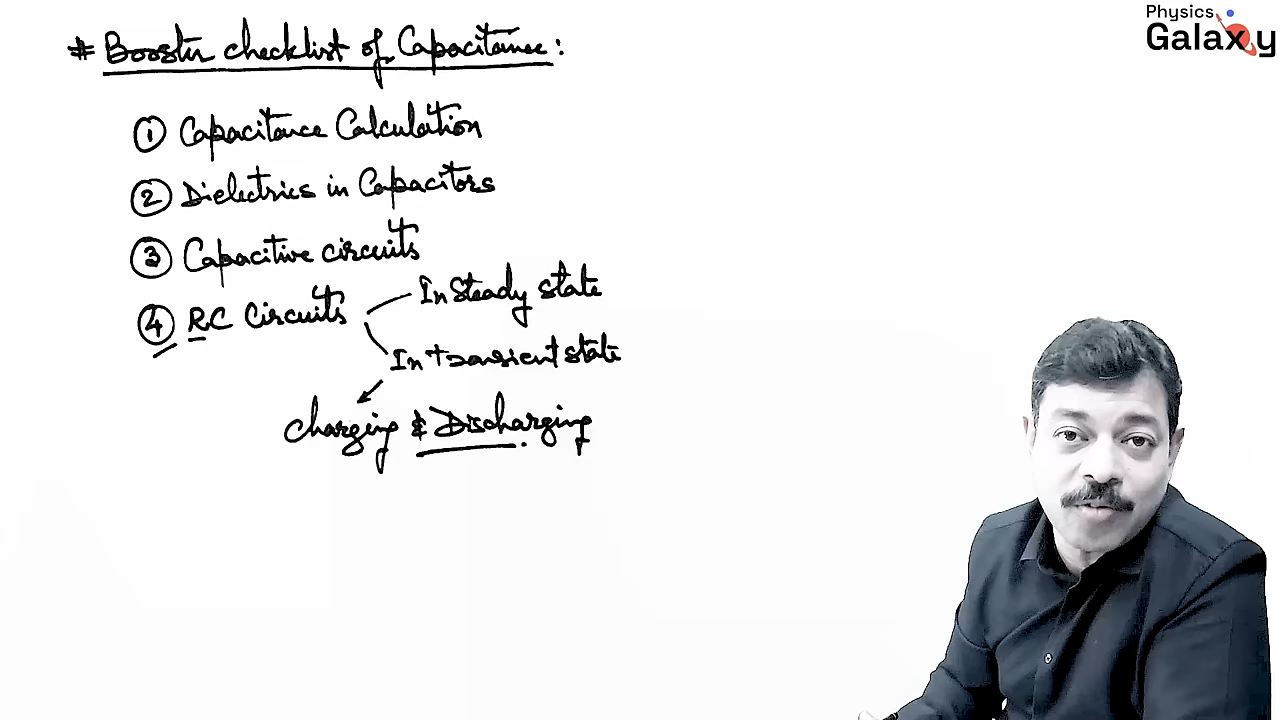 Physics
Galaxy
# Booster checklist of Capacitance:
① Capacitance Calculation
② Dielectrics in Capacitors
③ Capacitive circuits
④ RC Circuits
In Steady state
In transient state
Charging & Discharging